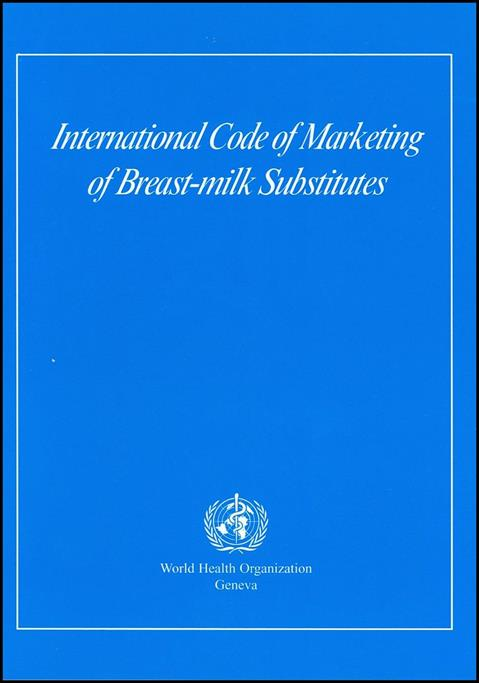 International Code of Marketing
of Breast-milk Substitutes
World Health Organization
Geneva